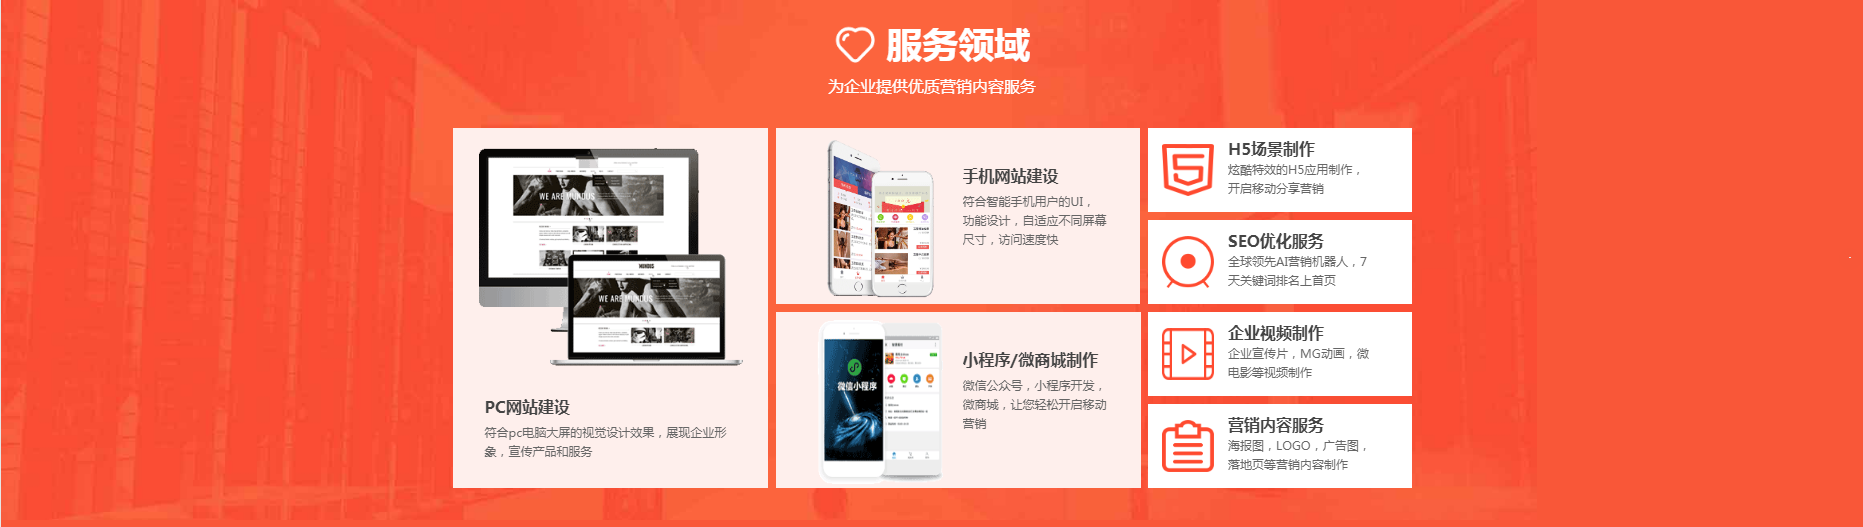 服务领域
为企业提供优质营销内容服务
WE ARE MUNDUS
MUNDUS
WE ARE MUNDUS
PC网站建设
符合pc电脑大屏的视觉设计效果，展现企业形
象，宣传产品和服务
手机网站建设
符合智能手机用户的UI，
功能设计，自适应不同屏幕
尺寸，访问速度快
微信小程序
小程序/微商城制作
微信公众号，小程序开发，
微商城，让您轻松开启移动
营销
H5场景制作
炫酷特效的H5应用制作，
开启移动分享营销
SEO优化服务
全球领先AI营销机器人，7
天关键词排名上首页
企业视频制作
企业宣传片，MG动画，微
电影等视频制作
营销内容服务
海报图，LOGO，广告图，
落地页等营销内容制作